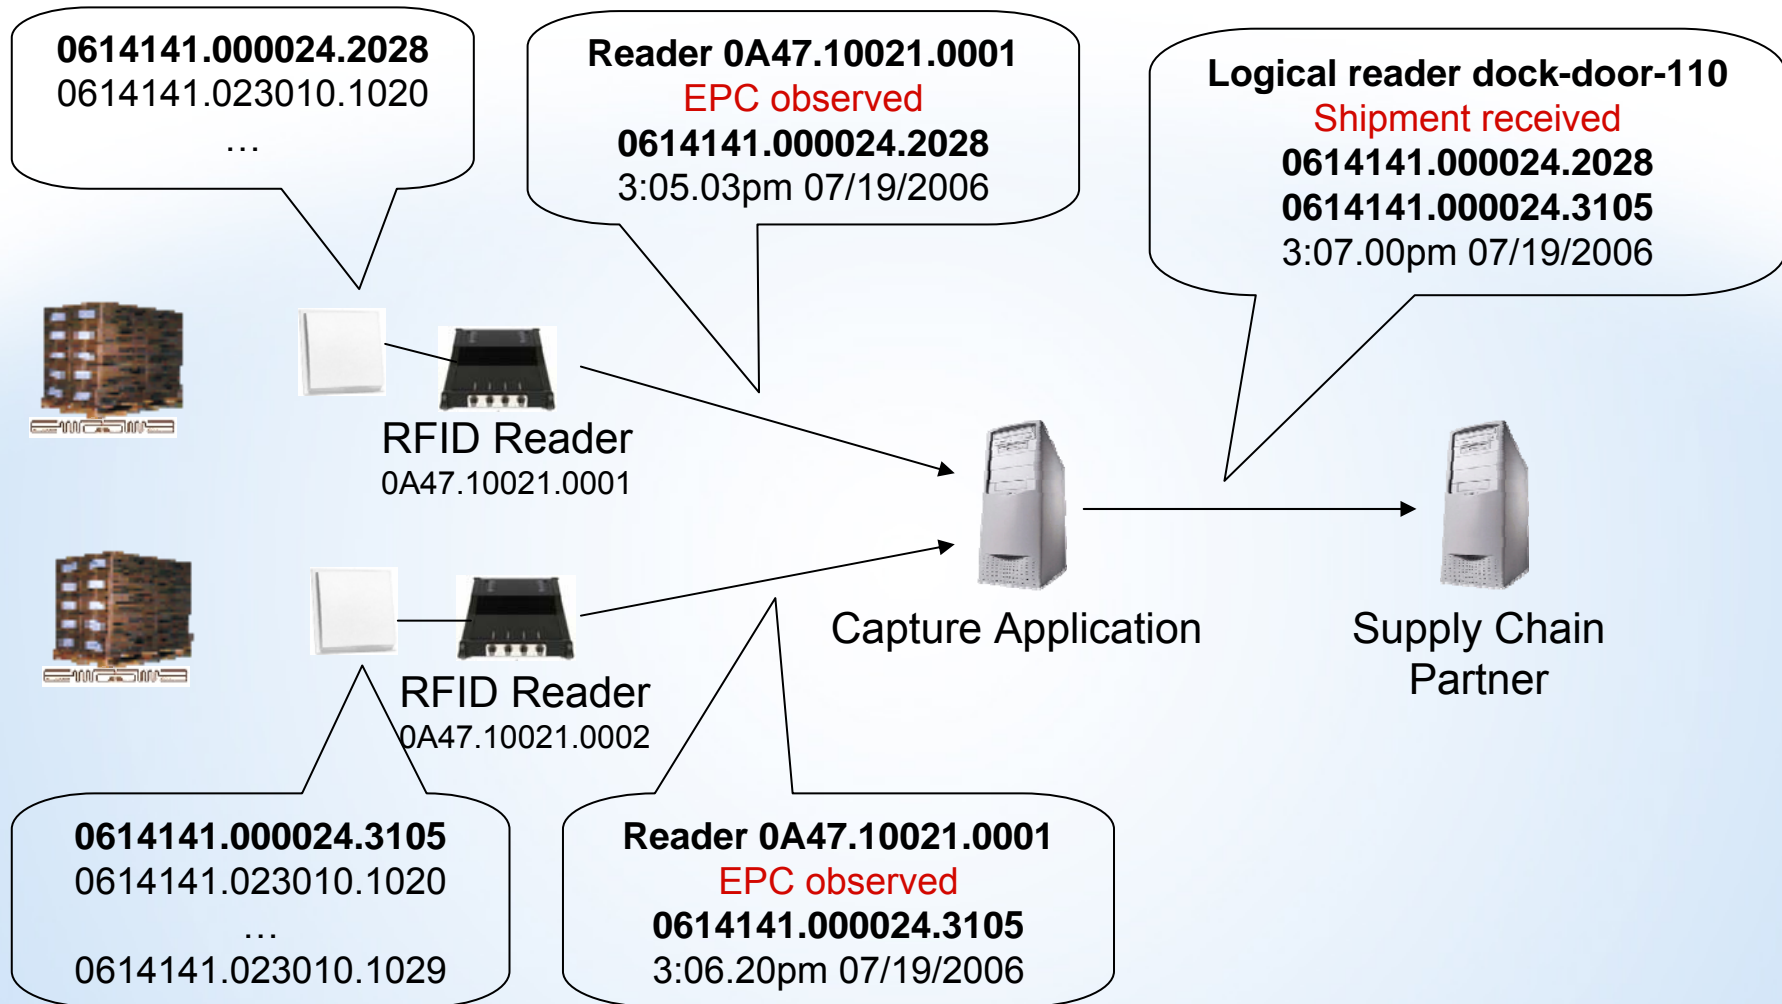 0614141.000024.2028
0614141.023010.1020
…
Reader 0A47.10021.0001
EPC observed
0614141.000024.2028
3:05.03pm 07/19/2006
Logical reader dock-door-110
Shipment received
0614141.000024.2028
0614141.000024.3105
3:07.00pm 07/19/2006
RFID Reader
0A47.10021.0001
Capture Application
Supply Chain
Partner
RFID Reader
0A47.10021.0002
0614141.000024.3105
0614141.023010.1020
…
0614141.023010.1029
Reader 0A47.10021.0001
EPC observed
0614141.000024.3105
3:06.20pm 07/19/2006